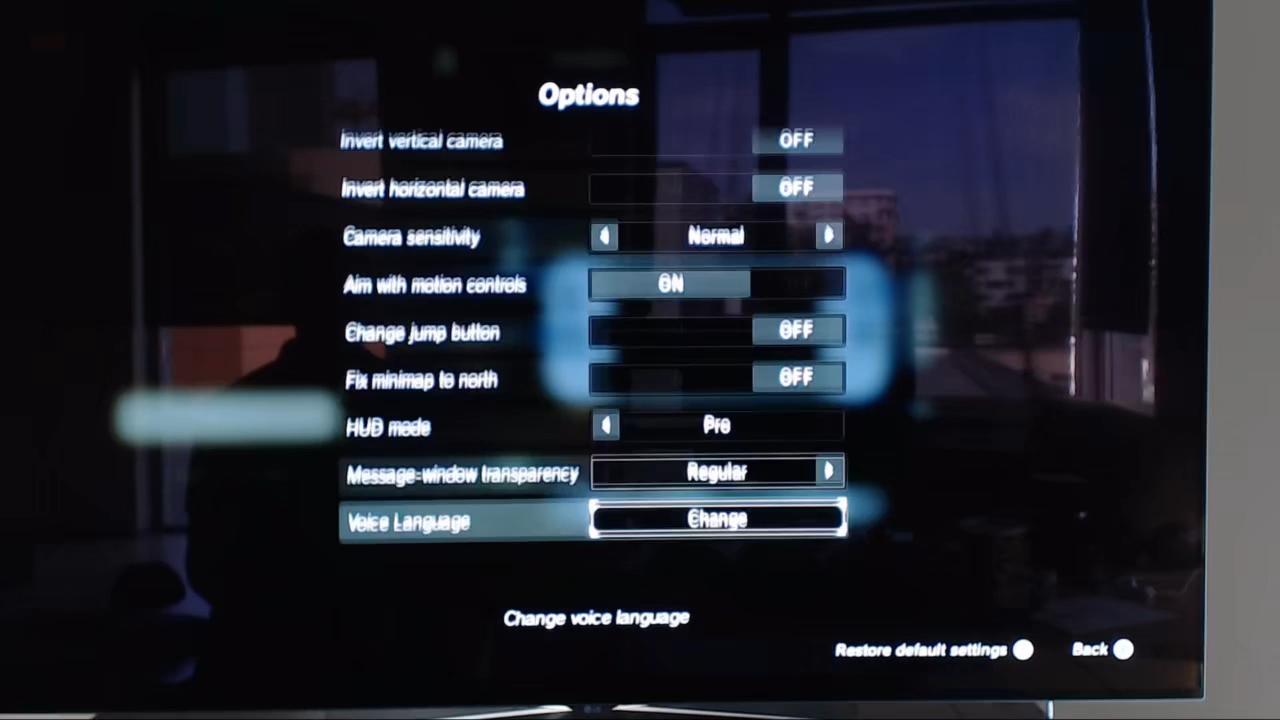 Options
Invert vertical camera OFF
Invert horizontal camera OFF
Camera sensitivity Normal
Aim with motion controls ON
Change jump button OFF
Fix minimap to north OFF
HUD mode Pro
Message-window transparency Regular
Voice Language Change
Change voice language
Restore default settings Back